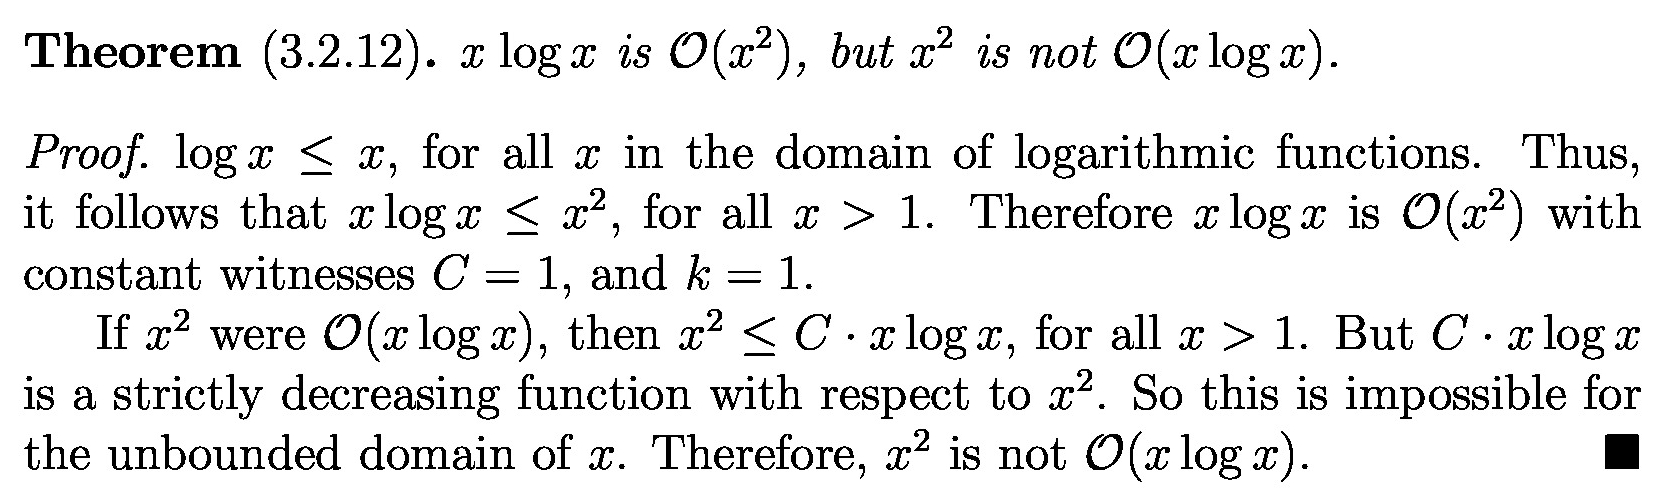 Theorem (3.2.12). x log x is 𝒪(x²), but x² is not 𝒪(x log x).
Proof. log x ≤ x, for all x in the domain of logarithmic functions. Thus,
it follows that x log x ≤ x², for all x > 1. Therefore x log x is 𝒪(x²) with
constant witnesses C = 1, and k = 1.
If x² were 𝒪(x log x), then x² ≤ C · x log x, for all x > 1. But C · x log x
is a strictly decreasing function with respect to x². So this is impossible for
the unbounded domain of x. Therefore, x² is not 𝒪(x log x). ■